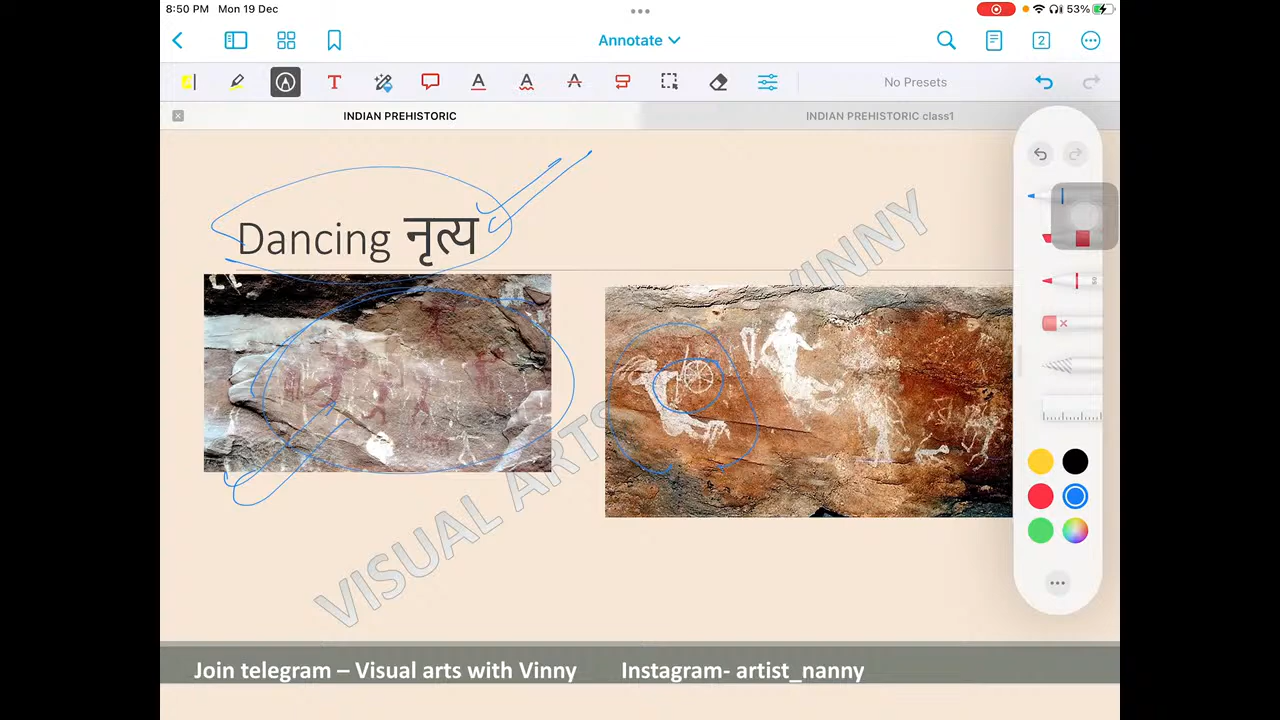 8:50 PM Mon 19 Dec
53%
Annotate
2
T
A
A
A
No Presets
INDIAN PREHISTORIC
INDIAN PREHISTORIC class1
Dancing नृत्य
VISUAL ARTS
VINNY
Join telegram – Visual arts with Vinny
Instagram- artist_nanny